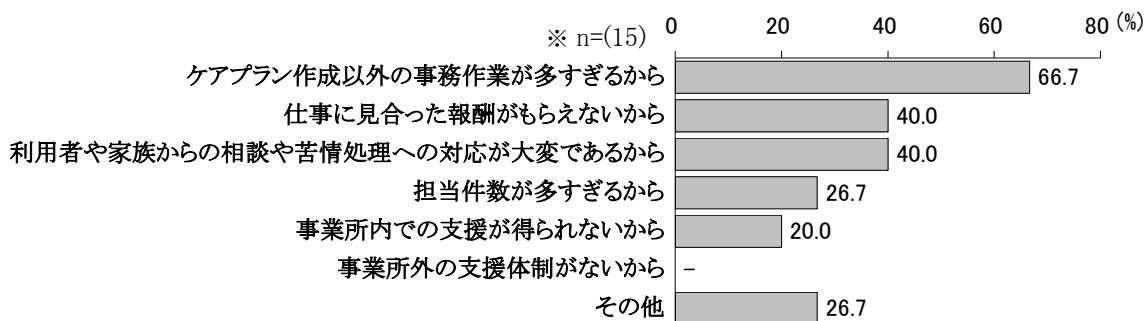 0 20 40 60 80 (%)
※ n=(15)
ケアプラン作成以外の事務作業が多すぎるから 66.7
仕事に見合った報酬がもらえないから 40.0
利用者や家族からの相談や苦情処理への対応が大変であるから 40.0
担当件数が多すぎるから 26.7
事業所内での支援が得られないから 20.0
事業所外の支援体制がないから -
その他 26.7